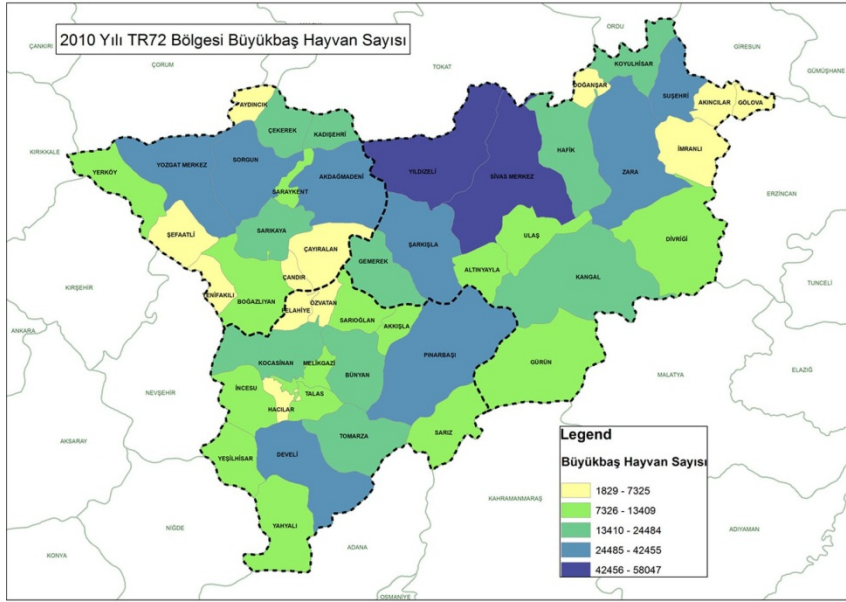 2010 Yılı TR72 Bölgesi Büyükbaş Hayvan Sayısı
ÇANKIRI
ÇORUM
TOKAT
ORDU
GİRESUN
GÜMÜŞHANE
KOYULHİSAR
DOĞANŞAR
SUŞEHRİ
AKINCILAR
GÖLOVA
AYDINCIK
ÇEKEREK
KADIŞEHRİ
HAFİK
İMRANLI
KIRIKKALE
YERKÖY
YOZGAT MERKEZ
SORGUN
AKDAĞMADENİ
SARAYKENT
YILDIZELİ
SİVAS MERKEZ
ZARA
ERZİNCAN
ŞEFAATLİ
SARIKAYA
ÇAYIRALAN
ŞARKIŞLA
ULAŞ
DİVRİĞİ
GEMEREK
ALTINYAYLA
KANGAL
TUNCELİ
KIRŞEHİR
YENİFAKILI
BOĞAZLIYAN
ÇANDIR
FELAHİYE
ÖZVATAN
SARIOĞLAN
AKKIŞLA
ANKARA
PINARBAŞI
GÜRÜN
KOCASİNAN
MELİKGAZİ
BÜNYAN
MALATYA
ELAZIĞ
NEVŞEHİR
İNCESU
TALAS
HACILAR
AKSARAY
TOMARZA
SARIZ
YEŞİLHİSAR
DEVELİ
KAHRAMANMARAŞ
ADIYAMAN
NİĞDE
YAHYALI
KONYA
ADANA
OSMANİYE
Legend
Büyükbaş Hayvan Sayısı
1829 - 7325
7326 - 13409
13410 - 24484
24485 - 42455
42456 - 58047